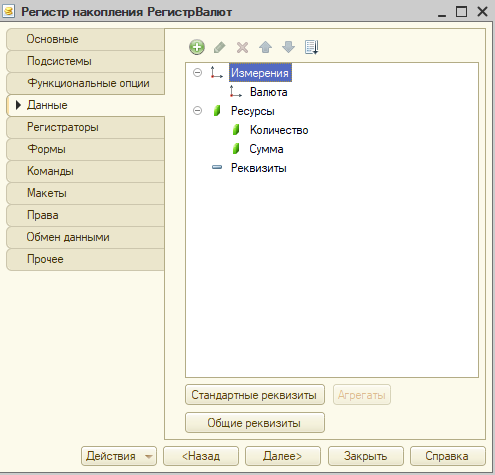 Регистр накопления РегистрВалют
Основные
Подсистемы
Функциональные опции
Данные
Регистраторы
Формы
Команды
Макеты
Права
Обмен данными
Прочее
Измерения
Валюта
Ресурсы
Количество
Сумма
Реквизиты
Стандартные реквизиты
Агрегаты
Общие реквизиты
Действия
<Назад
Далее>
Закрыть
Справка